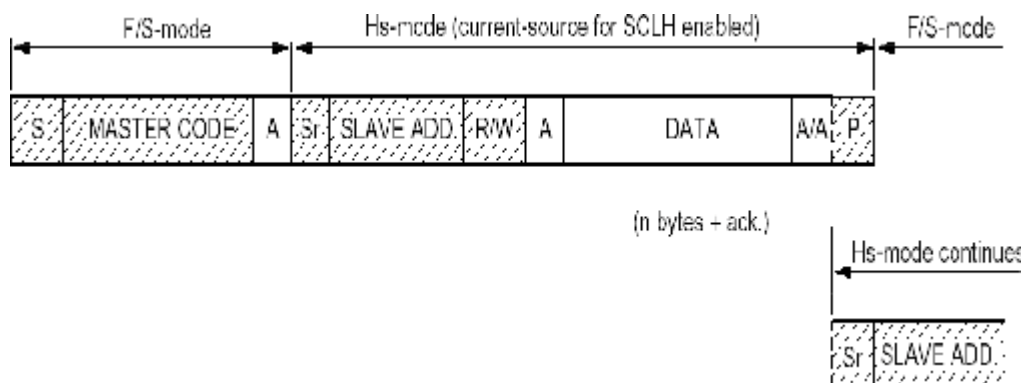 F/S-mode Hs-mode (current-source for SCLH enabled) F/S-mode
S MASTER CODE A Sr SLAVE ADD. R/W A DATA A/A P
(n bytes + ack.)
Hs-mode continues
Sr SLAVE ADD.